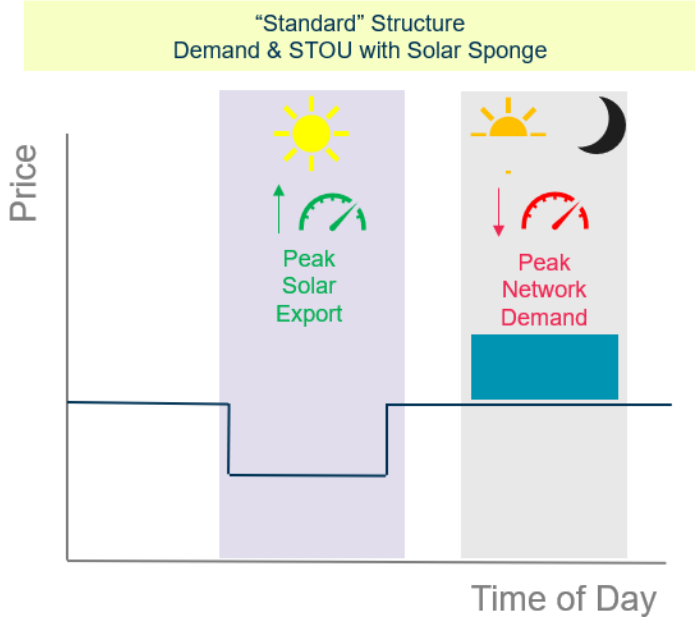 “Standard” Structure
Demand & STOU with Solar Sponge
Price
Peak
Solar
Export
Peak
Network
Demand
Time of Day